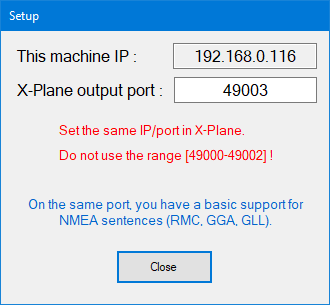 Setup
This machine IP : 192.168.0.116
X-Plane output port : 49003
Set the same IP/port in X-Plane.
Do not use the range [49000-49002] !
On the same port, you have a basic support for
NMEA sentences (RMC, GGA, GLL).
Close